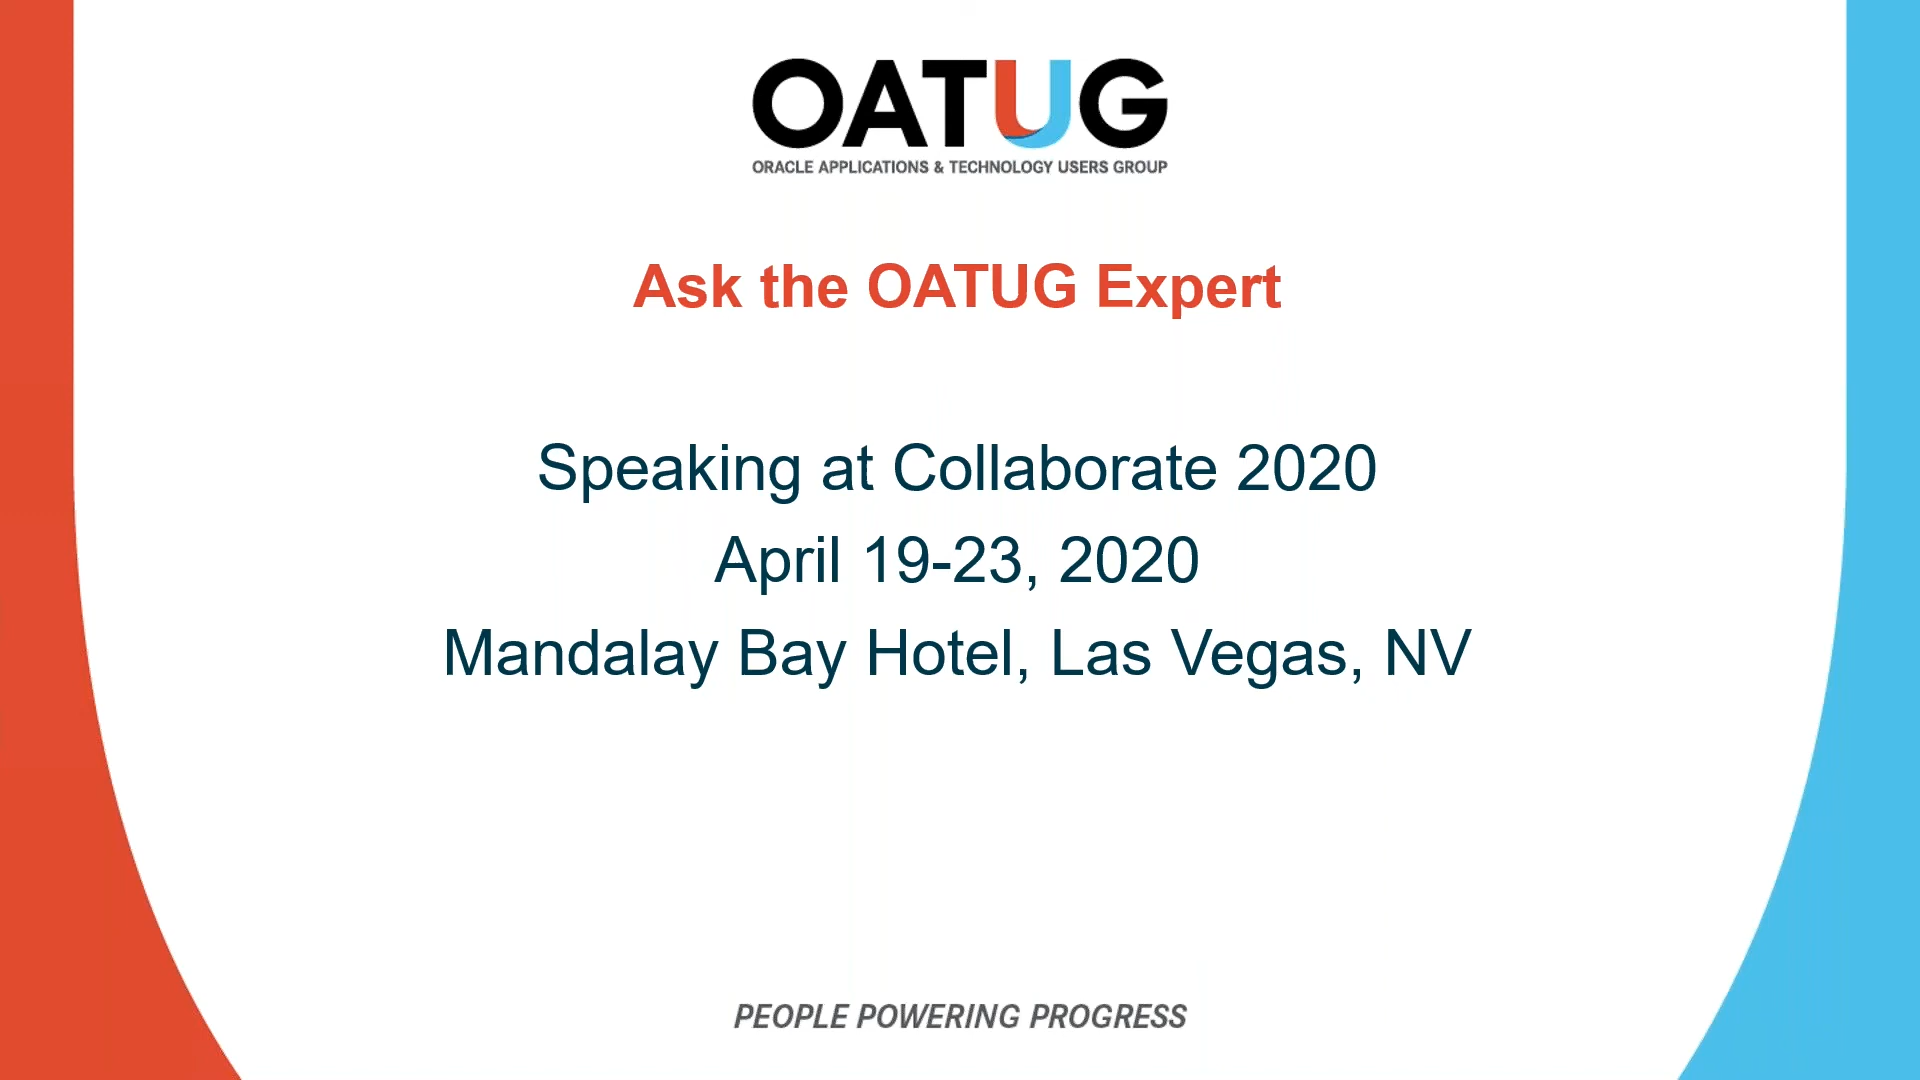 OATUG
ORACLE APPLICATIONS & TECHNOLOGY USERS GROUP
Ask the OATUG Expert
Speaking at Collaborate 2020
April 19-23, 2020
Mandalay Bay Hotel, Las Vegas, NV
PEOPLE POWERING PROGRESS